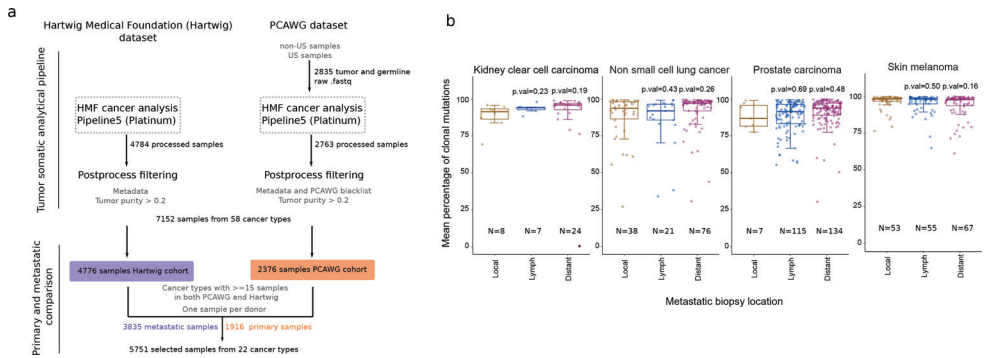 a
Hartwig Medical Foundation (Hartwig)
dataset
PCAWG dataset
non-US samples
US samples
2835 tumor and germline
raw .fastq
HMF cancer analysis
Pipeline5 (Platinum)
HMF cancer analysis
Pipeline5 (Platinum)
4784 processed samples
2763 processed samples
Postprocess filtering
Metadata
Tumor purity > 0.2
Postprocess filtering
Metadata and PCAWG blacklist
Tumor purity > 0.2
7152 samples from 58 cancer types
4776 samples Hartwig cohort
2376 samples PCAWG cohort
Cancer types with >=15 samples
in both PCAWG and Hartwig
One sample per donor
3835 metastatic samples
1916 primary samples
5751 selected samples from 22 cancer types
Tumor somatic analytical pipeline
Primary and metastatic
comparison
b
Mean percentage of clonal mutations
Kidney clear cell carcinoma
p.val=0.23
p.val=0.19
100
75
50
25
0
N=8
N=7
N=24
Local
Lymph
Distant
Non small cell lung cancer
p.val=0.43
p.val=0.26
100
75
50
25
0
N=38
N=21
N=76
Local
Lymph
Distant
Prostate carcinoma
p.val=0.69
p.val=0.48
100
75
50
25
0
N=7
N=115
N=134
Local
Lymph
Distant
Skin melanoma
p.val=0.50
p.val=0.16
100
75
50
25
0
N=53
N=55
N=67
Local
Lymph
Distant
Metastatic biopsy location